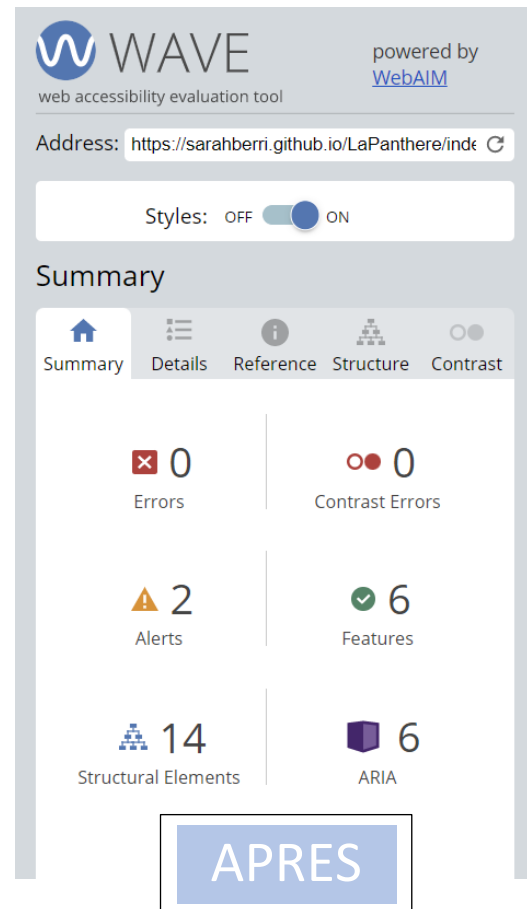 WAVE
powered by
WebAIM
web accessibility evaluation tool
Address: https://sarahberri.github.io/LaPanthere/inde
Styles: OFF ON
Summary
Summary Details Reference Structure Contrast
0 0
Errors Contrast Errors
2 6
Alerts Features
14 6
Structural Elements ARIA
APRES